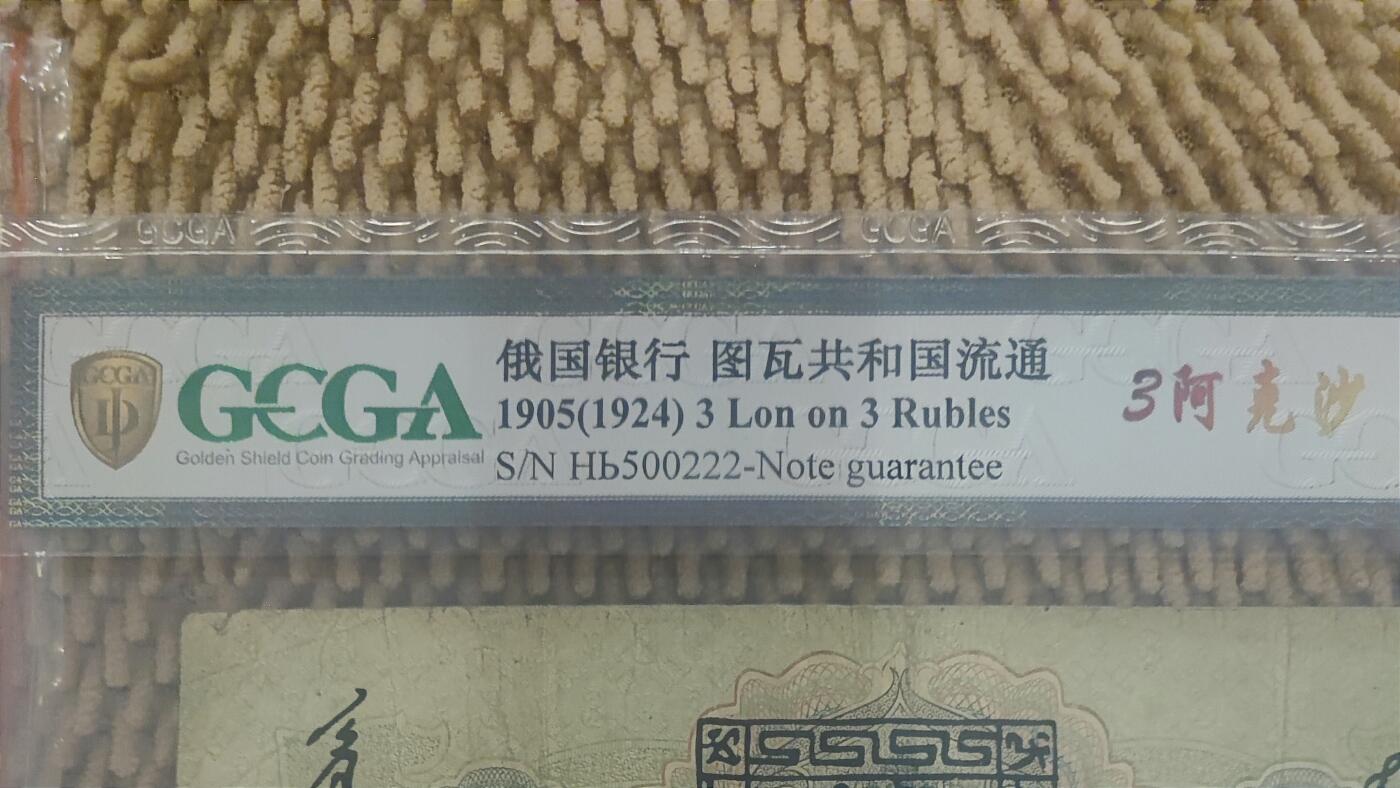 GCGA GCGA
GCGA
GCGA
Golden Shield Coin Grading Appraisal
俄国银行 图瓦共和国流通
1905(1924) 3 Lon on 3 Rubles
S/N Hb500222-Note guarantee
3阿克沙